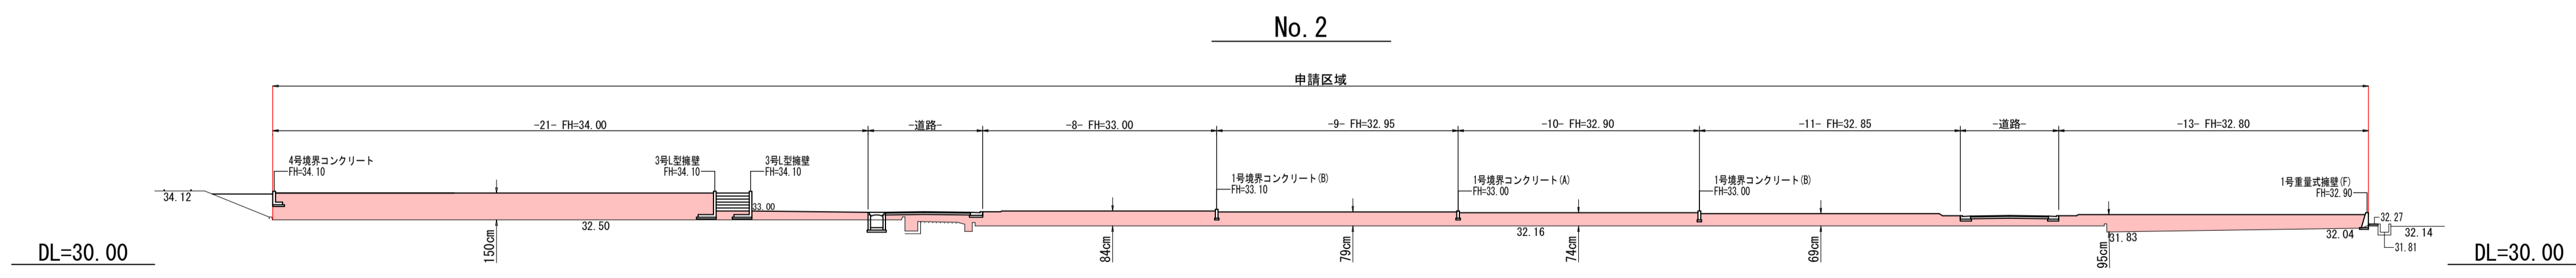 No. 2
申請区域
-21- FH=34.00
-道路-
-8- FH=33.00
-9- FH=32.95
-10- FH=32.90
-11- FH=32.85
-道路-
-13- FH=32.80
4号境界コンクリート
FH=34.10
3号L型擁壁
FH=34.10
3号L型擁壁
FH=34.10
1号境界コンクリート(B)
FH=33.10
1号境界コンクリート(A)
FH=33.00
1号境界コンクリート(B)
FH=33.00
1号重量式擁壁(F)
FH=32.90
34.12
33.00
32.50
32.16
31.83
32.04
32.27
32.14
31.81
150cm
84cm
79cm
74cm
69cm
95cm
DL=30.00
DL=30.00